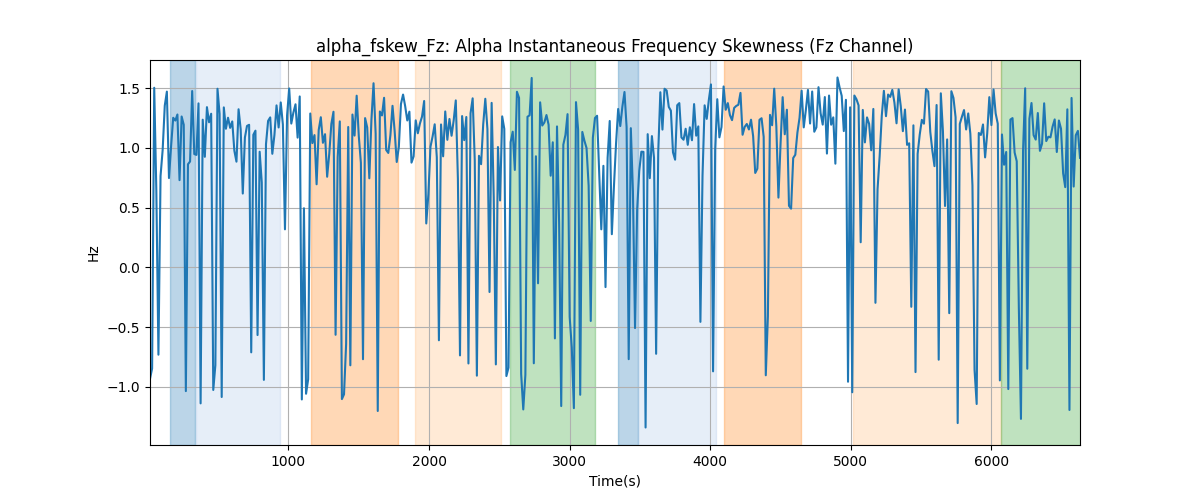 alpha_fskew_Fz: Alpha Instantaneous Frequency Skewness (Fz Channel)
1.5
1.0
0.5
0.0
−0.5
−1.0
Hz
1000 2000 3000 4000 5000 6000
Time(s)